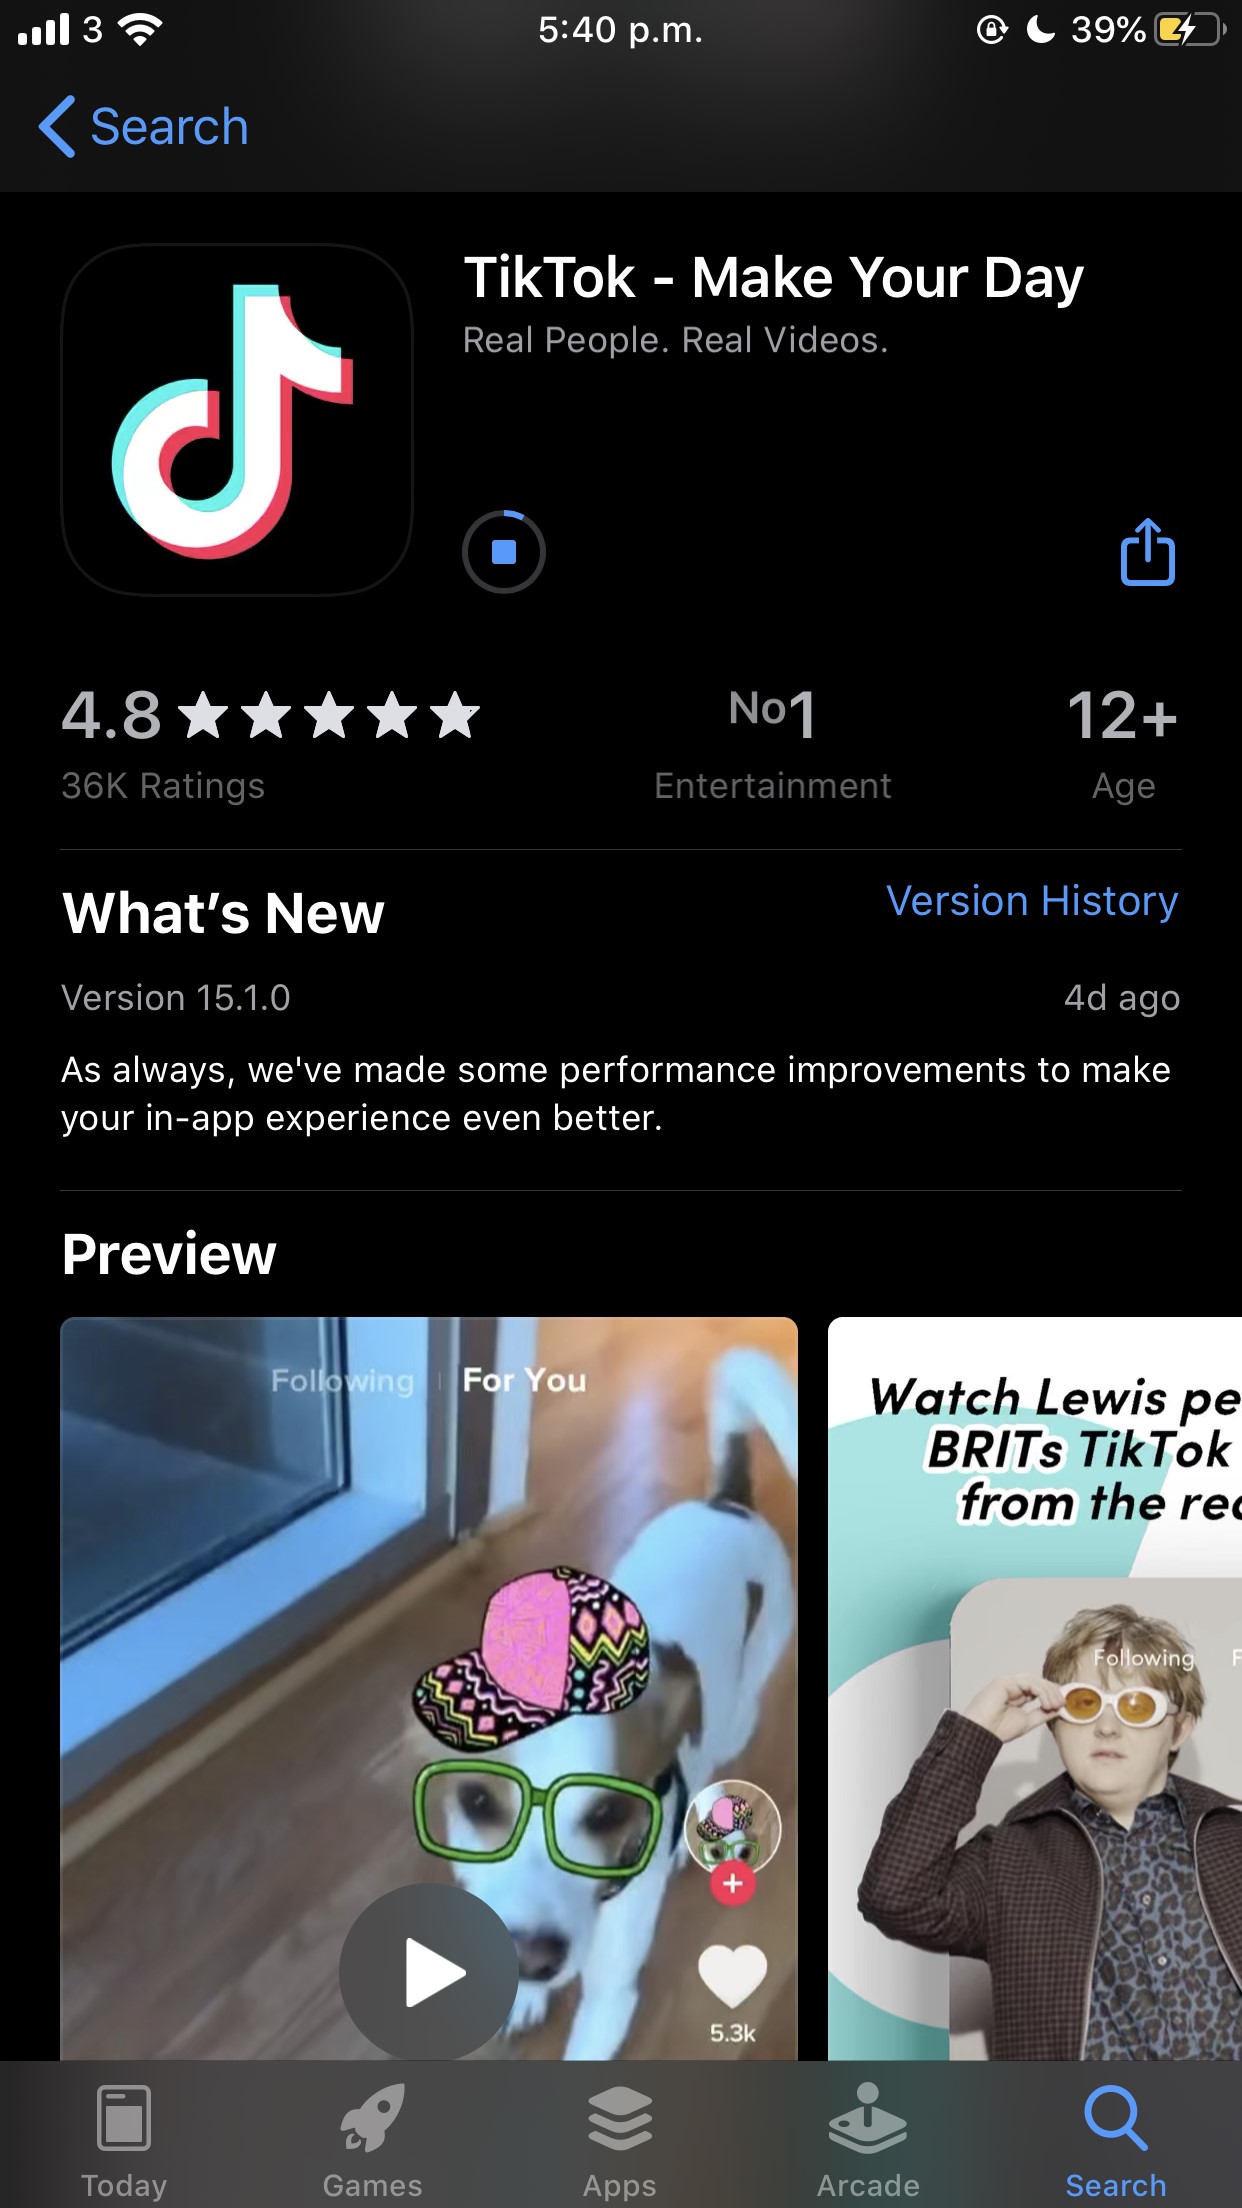 3
5:40 p.m.
39%
Search
TikTok - Make Your Day
Real People. Real Videos.
4.8
36K Ratings
No1
Entertainment
12+
Age
What's New
Version History
Version 15.1.0
4d ago
As always, we've made some performance improvements to make
your in-app experience even better.
Preview
Following
For You
5.3k
Watch Lewis pe
BRITs TikTok
from the re
Following
F
Today
Games
Apps
Arcade
Search